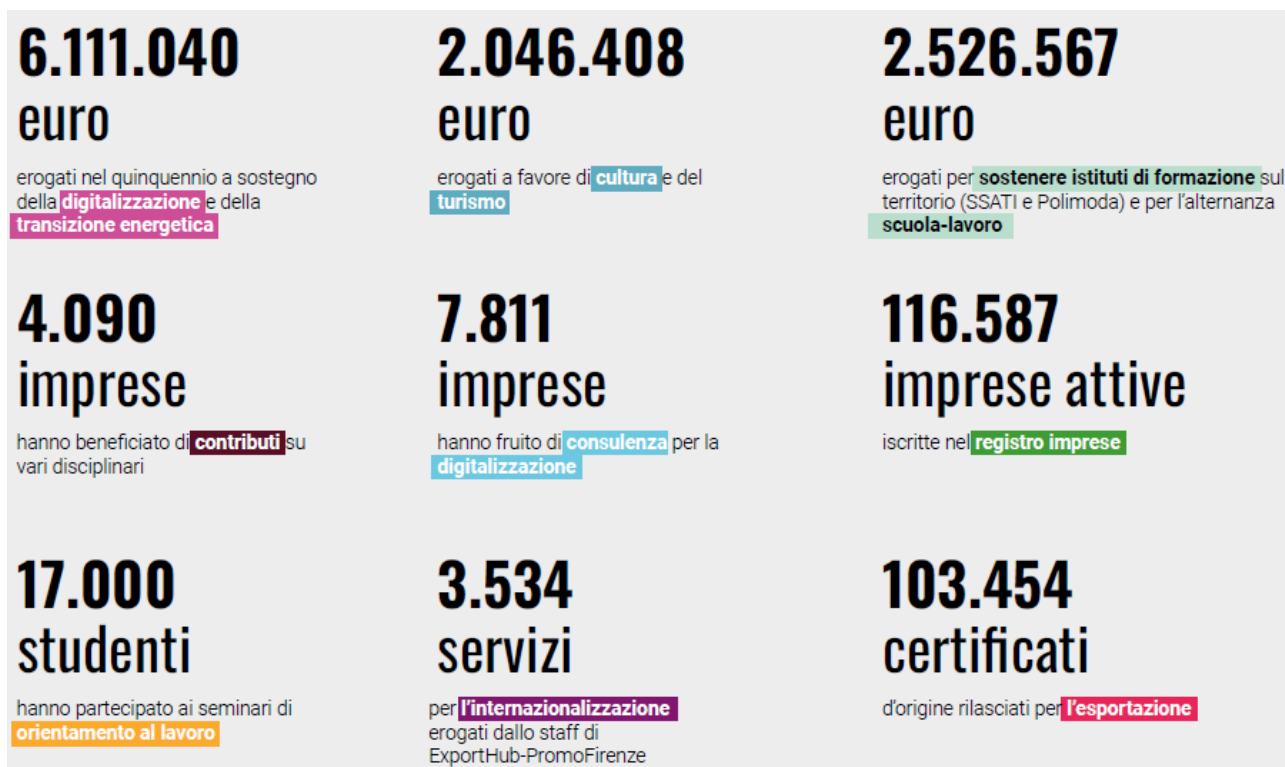 6.111.040
euro
erogati nel quinquennio a sostegno
della digitalizzazione e della
transizione energetica
2.046.408
euro
erogati a favore di cultura e del
turismo
2.526.567
euro
erogati per sostenere istituti di formazione sul
territorio (SSATI e Polimoda) e per l'alternanza
scuola-lavoro
4.090
imprese
hanno beneficiato di contributi su
vari disciplinari
7.811
imprese
hanno fruito di consulenza per la
digitalizzazione
116.587
imprese attive
iscritte nel registro imprese
17.000
studenti
hanno partecipato ai seminari di
orientamento al lavoro
3.534
servizi
per l'internazionalizzazione
erogati dallo staff di
ExportHub-PromoFirenze
103.454
certificati
d'origine rilasciati per l'esportazione